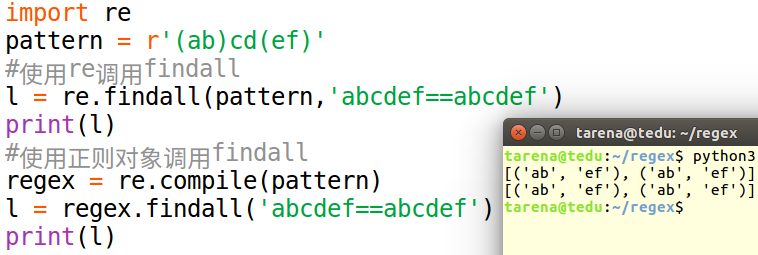 import re
pattern = r'(ab)cd(ef)'
#使用re调用findall
l = re.findall(pattern,'abcdef==abcdef')
print(l)
#使用正则对象调用findall
regex = re.compile(pattern)
l = regex.findall('abcdef==abcdef')
print(l)
tarena@tedu: ~/regex
tarena@tedu:~/regex$ python3
[('ab', 'ef'), ('ab', 'ef')]
[('ab', 'ef'), ('ab', 'ef')]
tarena@tedu:~/regex$